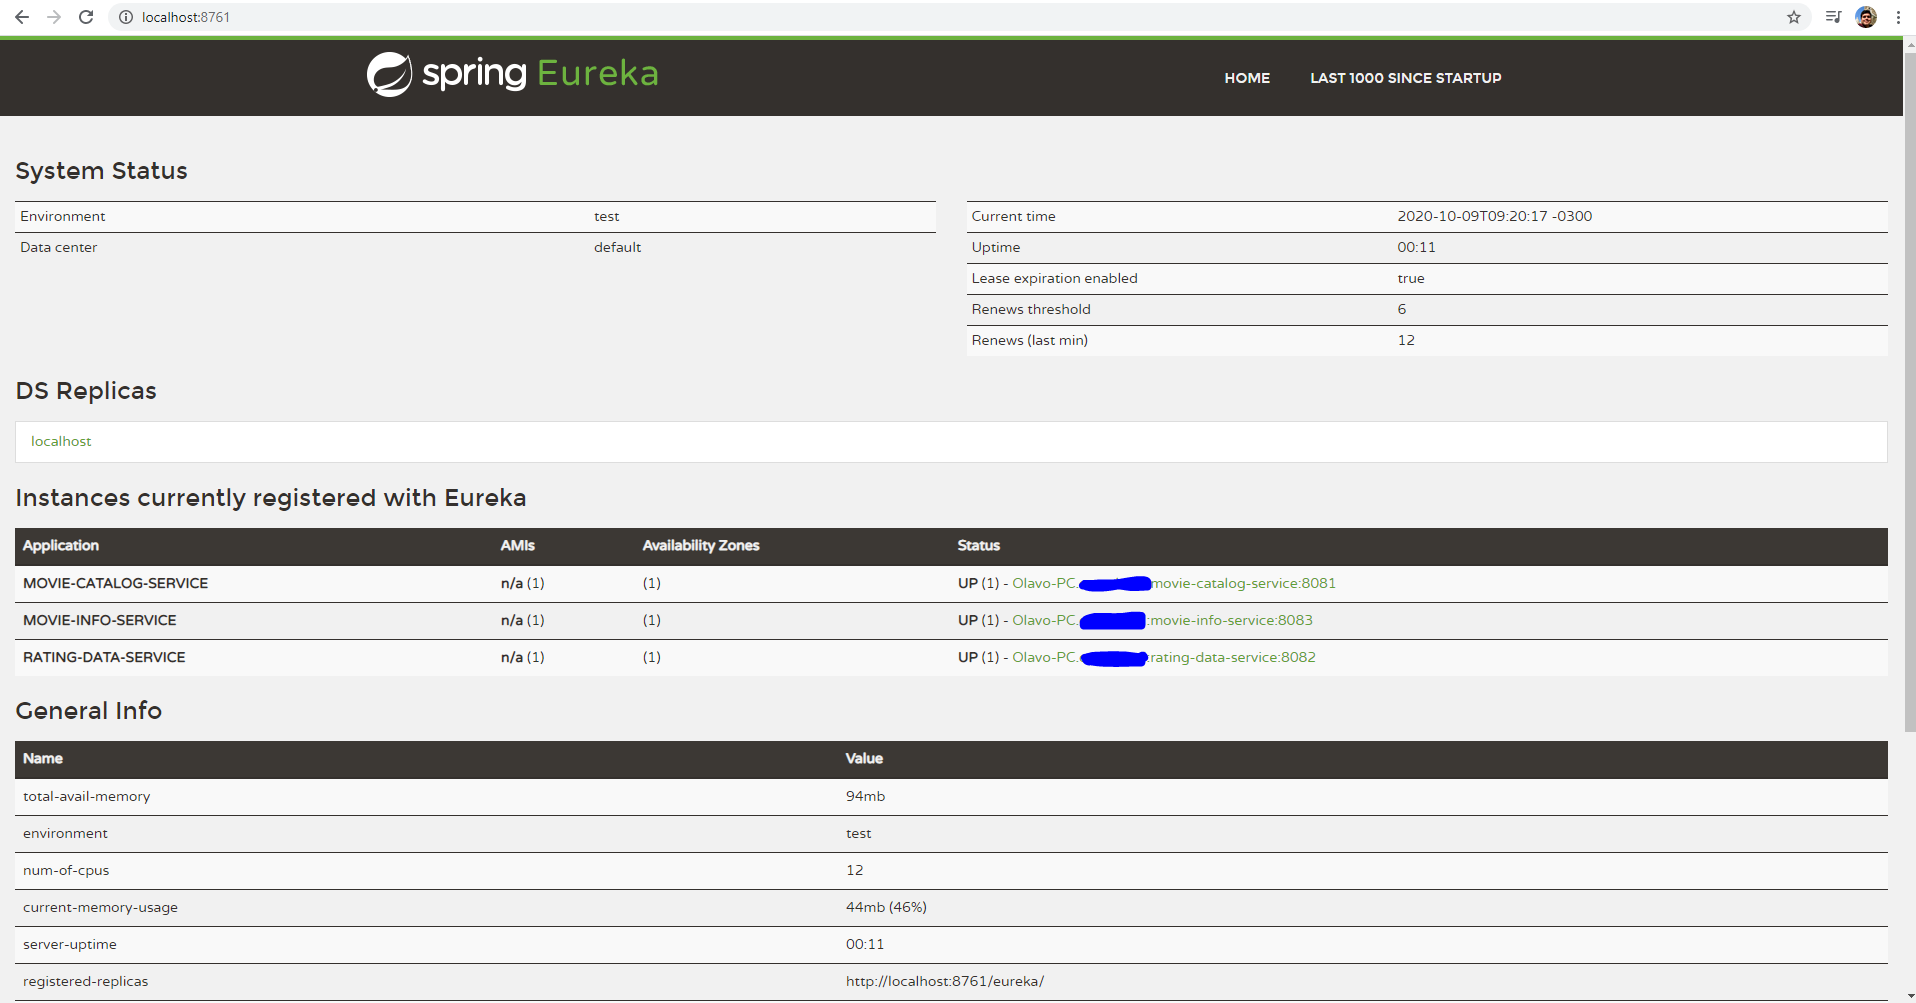 localhost:8761
spring Eureka
HOME LAST 1000 SINCE STARTUP
System Status
Environment test
Data center default
Current time 2020-10-09T09:20:17 -0300
Uptime 00:11
Lease expiration enabled true
Renews threshold 6
Renews (last min) 12
DS Replicas
localhost
Instances currently registered with Eureka
Application AMIs Availability Zones Status
MOVIE-CATALOG-SERVICE n/a (1) (1) UP (1) - Olavo-PC. movie-catalog-service:8081
MOVIE-INFO-SERVICE n/a (1) (1) UP (1) - Olavo-PC. :movie-info-service:8083
RATING-DATA-SERVICE n/a (1) (1) UP (1) - Olavo-PC. rating-data-service:8082
General Info
Name Value
total-avail-memory 94mb
environment test
num-of-cpus 12
current-memory-usage 44mb (46%)
server-uptime 00:11
registered-replicas http://localhost:8761/eureka/